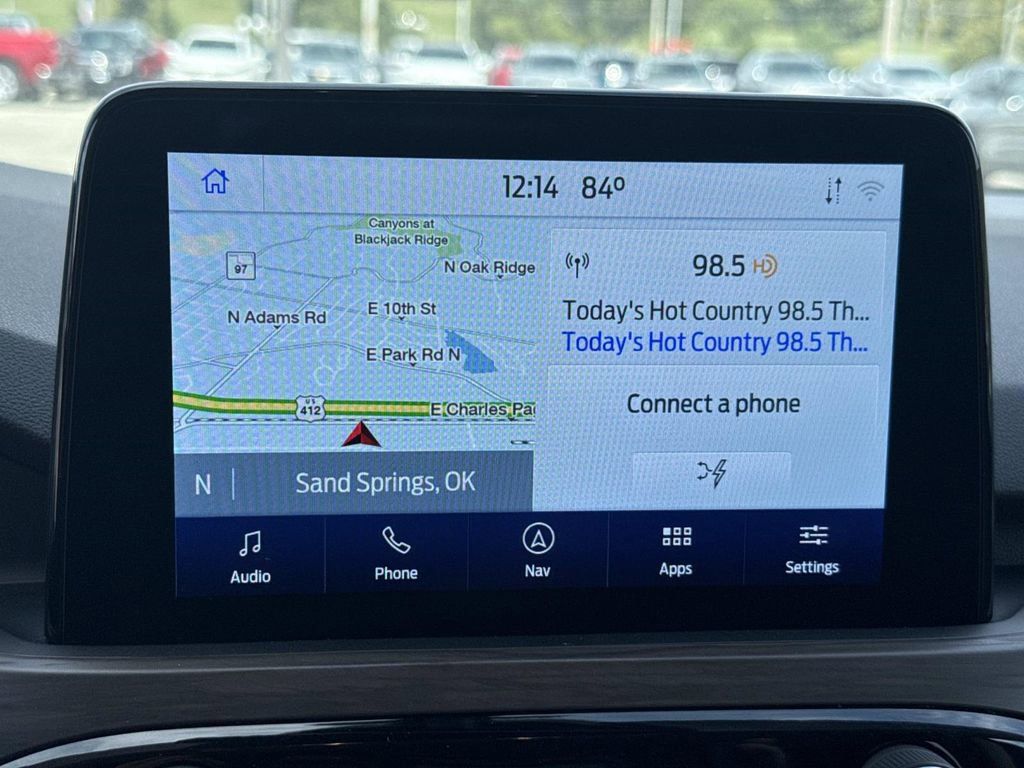 12:14 84°
Canyons at
Blackjack Ridge
97
N Oak Ridge
N Adams Rd
E 10th St
E Park Rd N
US
412
E Charles Pa
N
Sand Springs, OK
98.5 HD
Today's Hot Country 98.5 Th...
Today's Hot Country 98.5 Th...
Connect a phone
Audio
Phone
Nav
Apps
Settings